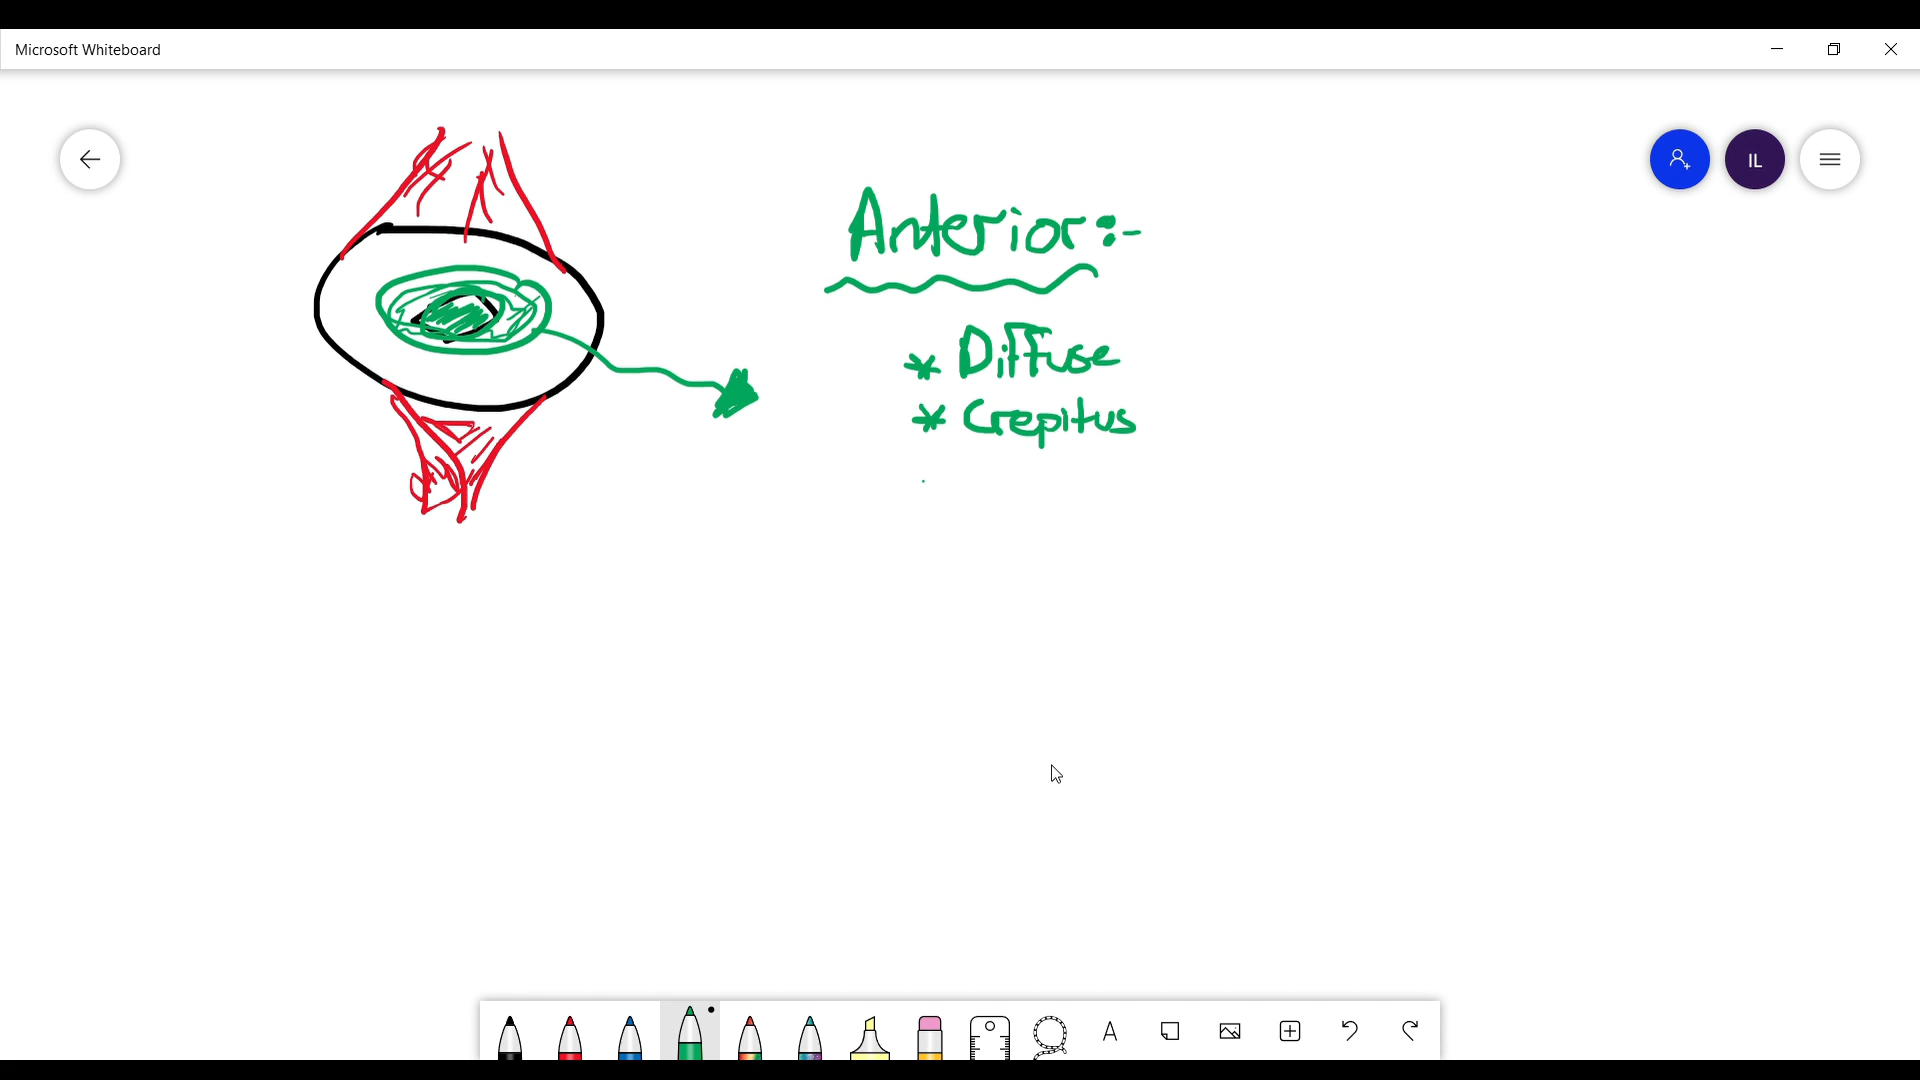 Microsoft Whiteboard
IL
Anterior:-
* Diffuse
* Crepitus
A